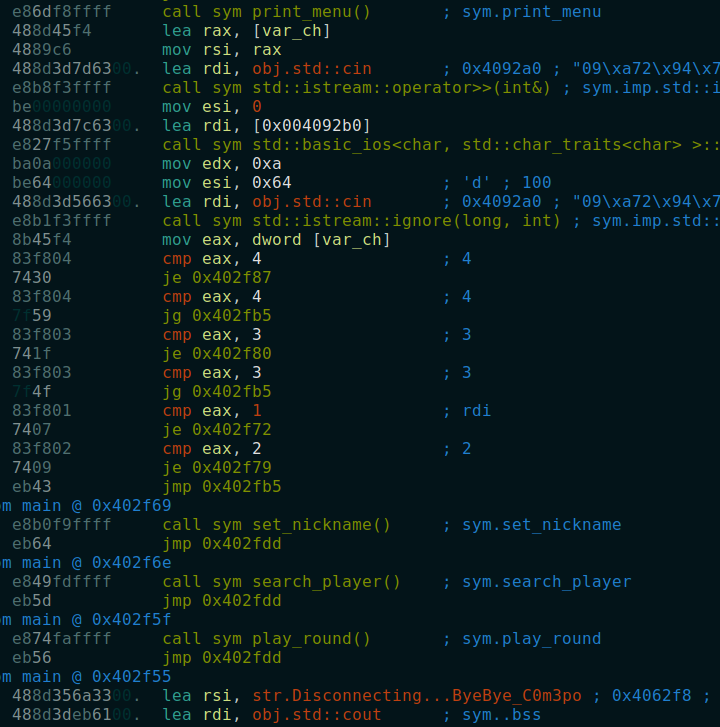 e86df8ffff call sym print_menu() ; sym.print_menu
488d45f4 lea rax, [var_ch]
4889c6 mov rsi, rax
488d3d7d6300. lea rdi, obj.std::cin ; 0x4092a0 ; "09\xa72\x94\x7
e8b8f3ffff call sym std::istream::operator>>(int&) ; sym.imp.std::i
be00000000 mov esi, 0
488d3d7c6300. lea rdi, [0x004092b0]
e827f5ffff call sym std::basic_ios<char, std::char_traits<char> >::
ba0a000000 mov edx, 0xa
be64000000 mov esi, 0x64 ; 'd' ; 100
488d3d566300. lea rdi, obj.std::cin ; 0x4092a0 ; "09\xa72\x94\x7
e8b1f3ffff call sym std::istream::ignore(long, int) ; sym.imp.std::
8b45f4 mov eax, dword [var_ch]
83f804 cmp eax, 4 ; 4
7430 je 0x402f87
83f804 cmp eax, 4 ; 4
7f59 jg 0x402fb5
83f803 cmp eax, 3 ; 3
741f je 0x402f80
83f803 cmp eax, 3 ; 3
7f4f jg 0x402fb5
83f801 cmp eax, 1 ; rdi
7407 je 0x402f72
83f802 cmp eax, 2 ; 2
7409 je 0x402f79
eb43 jmp 0x402fb5
om main @ 0x402f69
e8b0f9ffff call sym set_nickname() ; sym.set_nickname
eb64 jmp 0x402fdd
om main @ 0x402f6e
e849fdffff call sym search_player() ; sym.search_player
eb5d jmp 0x402fdd
om main @ 0x402f5f
e874faffff call sym play_round() ; sym.play_round
eb56 jmp 0x402fdd
om main @ 0x402f55
488d356a3300. lea rsi, str.Disconnecting...ByeBye_C0m3po ; 0x4062f8 ;
488d3deb6100. lea rdi, obj.std::cout ; sym..bss